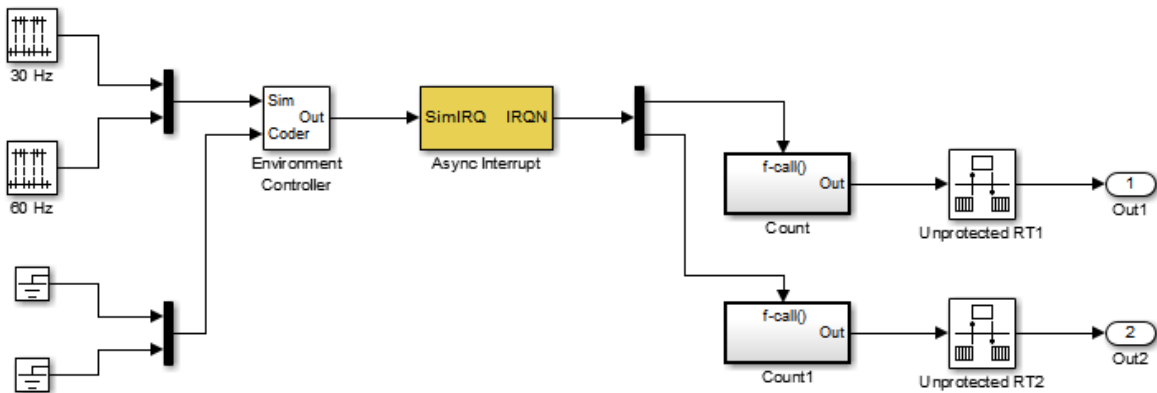 30 Hz
60 Hz
Sim
Out
Coder
Environment
Controller
SimIRQ IRQN
Async Interrupt
f-call()
Out
Count
Unprotected RT1
1
Out1
f-call()
Out
Count1
Unprotected RT2
2
Out2